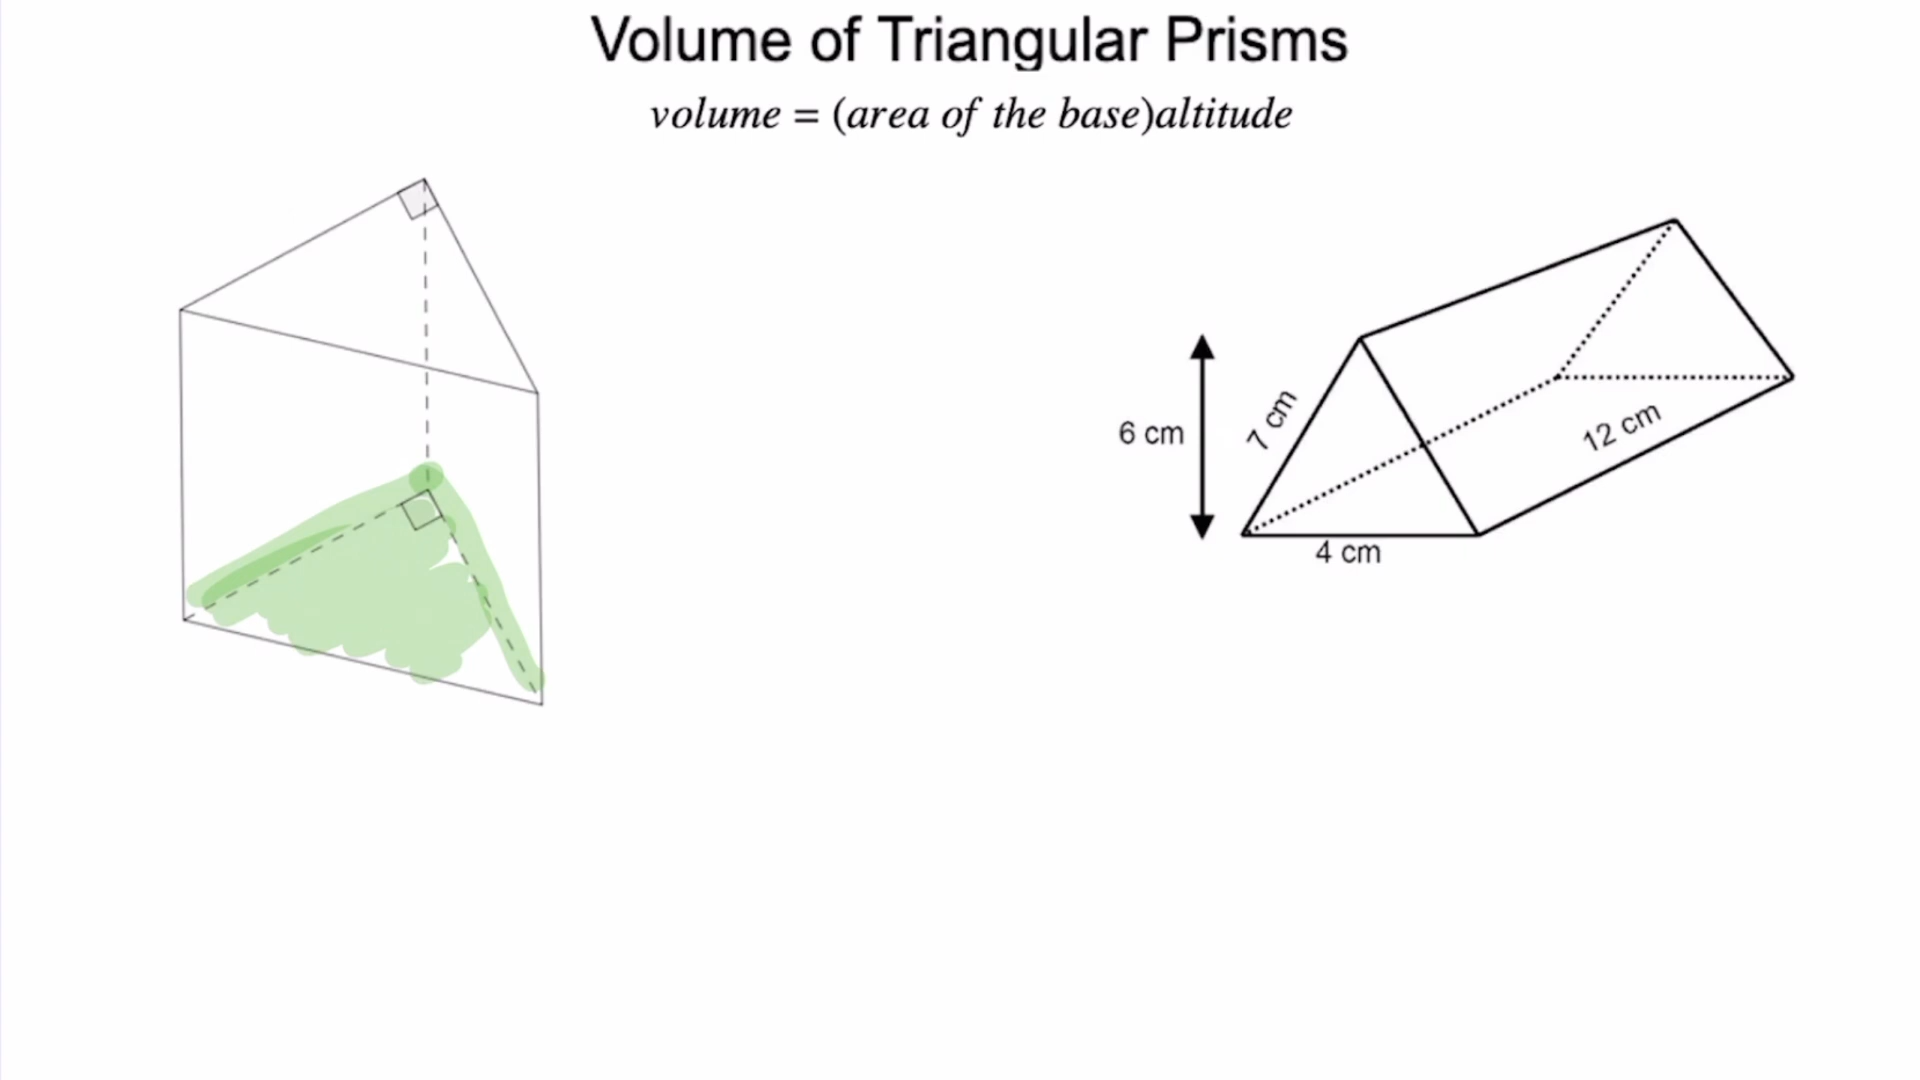 Volume of Triangular Prisms
volume = (area of the base)altitude
6 cm
7 cm
12 cm
4 cm